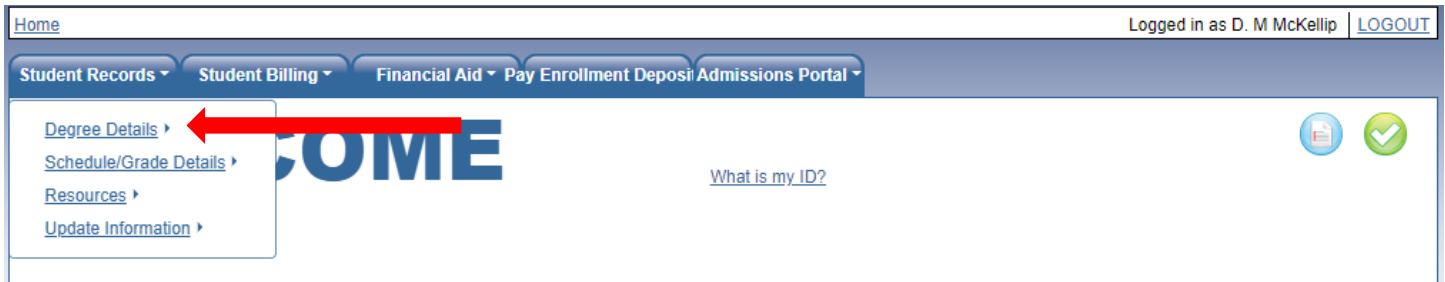 Home Logged in as D. M McKellip LOGOUT
Student Records Student Billing Financial Aid Pay Enrollment Deposit Admissions Portal
Degree Details
COME
Schedule/Grade Details
What is my ID?
Resources
Update Information